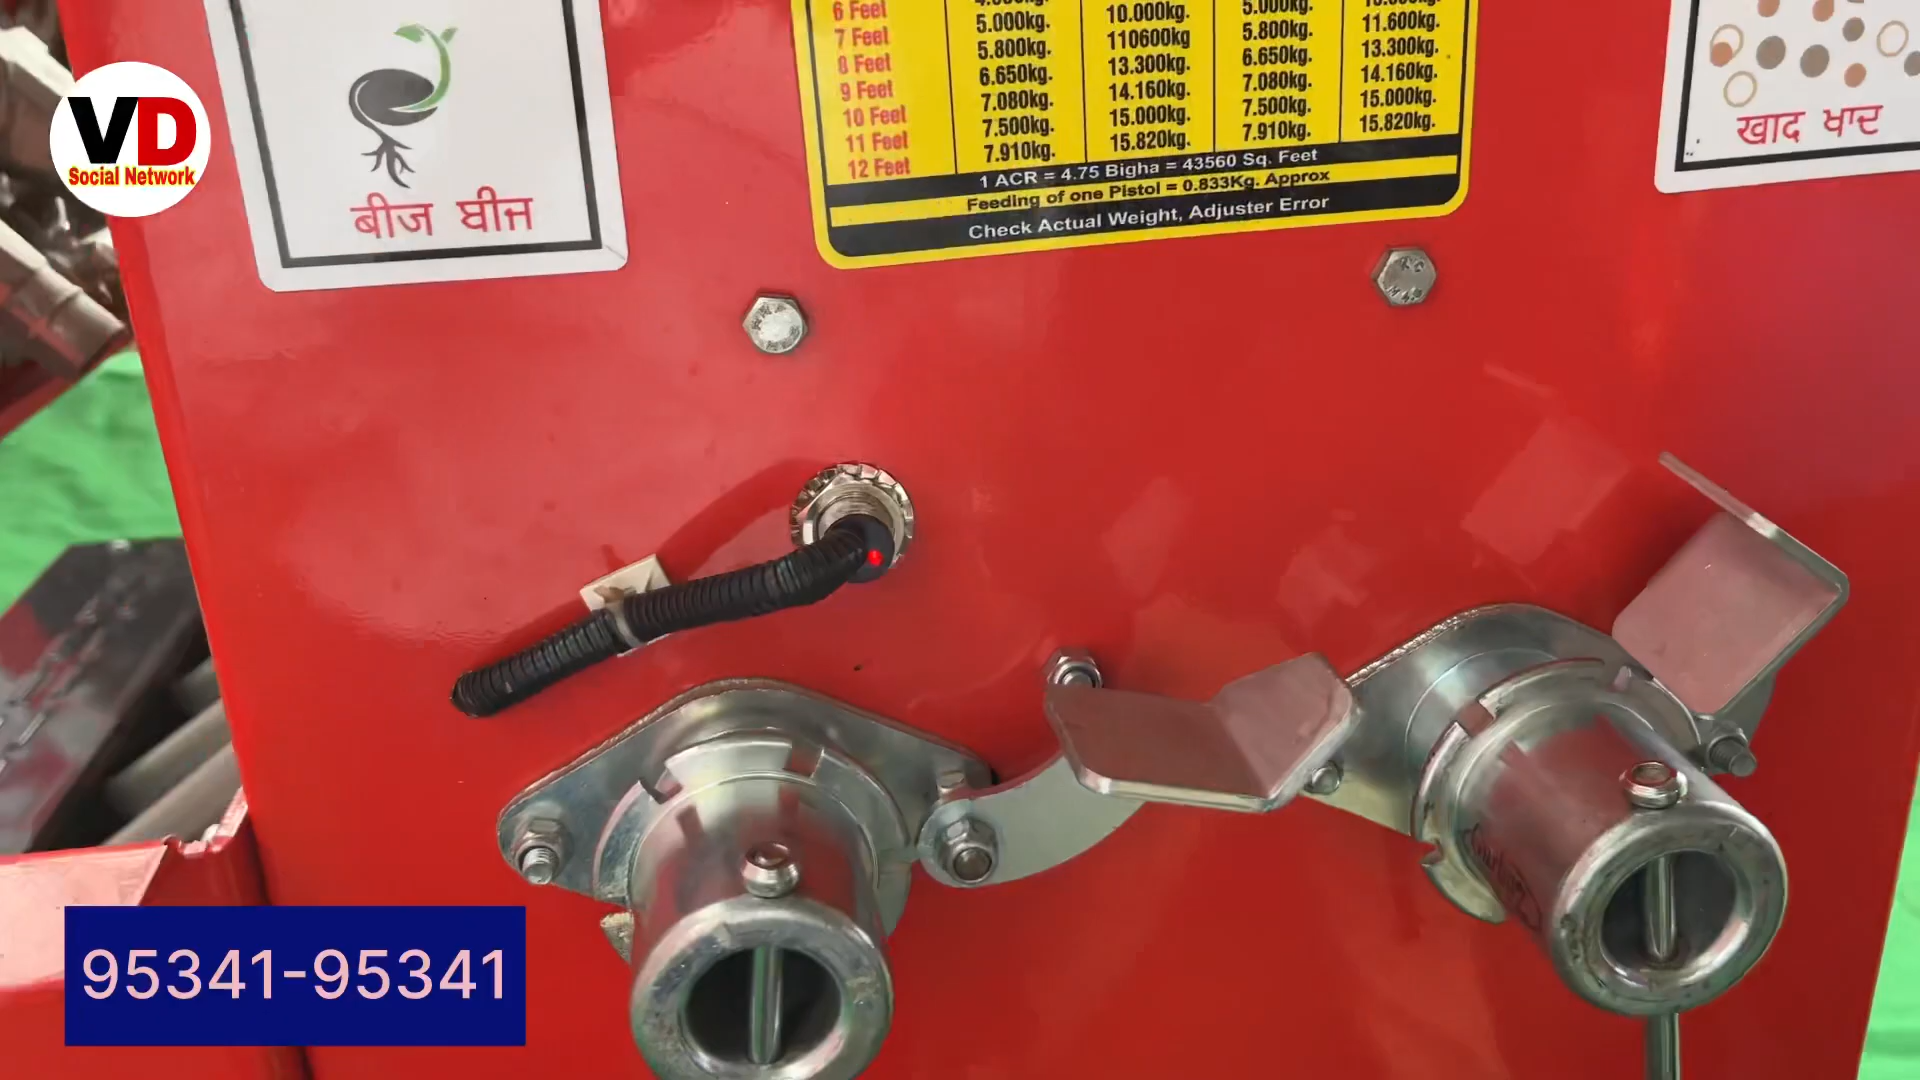 VD
Social Network
बीज ਬੀਜ
6 Feet
7 Feet 5.000kg. 10.000kg. 5.000kg. 11.600kg.
8 Feet 5.800kg. 110600kg 5.800kg. 13.300kg.
9 Feet 6.650kg. 13.300kg. 6.650kg. 14.160kg.
10 Feet 7.080kg. 14.160kg. 7.080kg. 15.000kg.
11 Feet 7.500kg. 15.000kg. 7.500kg. 15.820kg.
12 Feet 7.910kg. 15.820kg. 7.910kg.
1 ACR = 4.75 Bigha = 43560 Sq. Feet
Feeding of one Pistol = 0.833Kg. Approx
Check Actual Weight, Adjuster Error
खाद ਖਾਦ
95341-95341